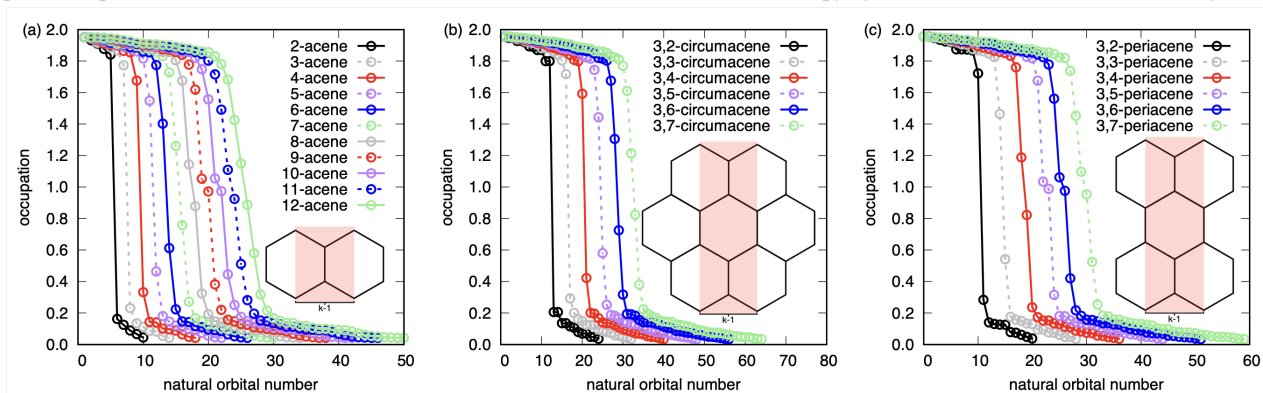 (a)
2.0
1.8
1.6
1.4
1.2
1.0
0.8
0.6
0.4
0.2
0.0
occupation
0
10
20
30
40
50
natural orbital number
2-acene
3-acene
4-acene
5-acene
6-acene
7-acene
8-acene
9-acene
10-acene
11-acene
12-acene
k-1
(b)
2.0
1.8
1.6
1.4
1.2
1.0
0.8
0.6
0.4
0.2
0.0
occupation
0
10
20
30
40
50
60
70
80
natural orbital number
3,2-circumacene
3,3-circumacene
3,4-circumacene
3,5-circumacene
3,6-circumacene
3,7-circumacene
k-1
(c)
2.0
1.8
1.6
1.4
1.2
1.0
0.8
0.6
0.4
0.2
0.0
occupation
0
10
20
30
40
50
60
natural orbital number
3,2-periacene
3,3-periacene
3,4-periacene
3,5-periacene
3,6-periacene
3,7-periacene
k-1